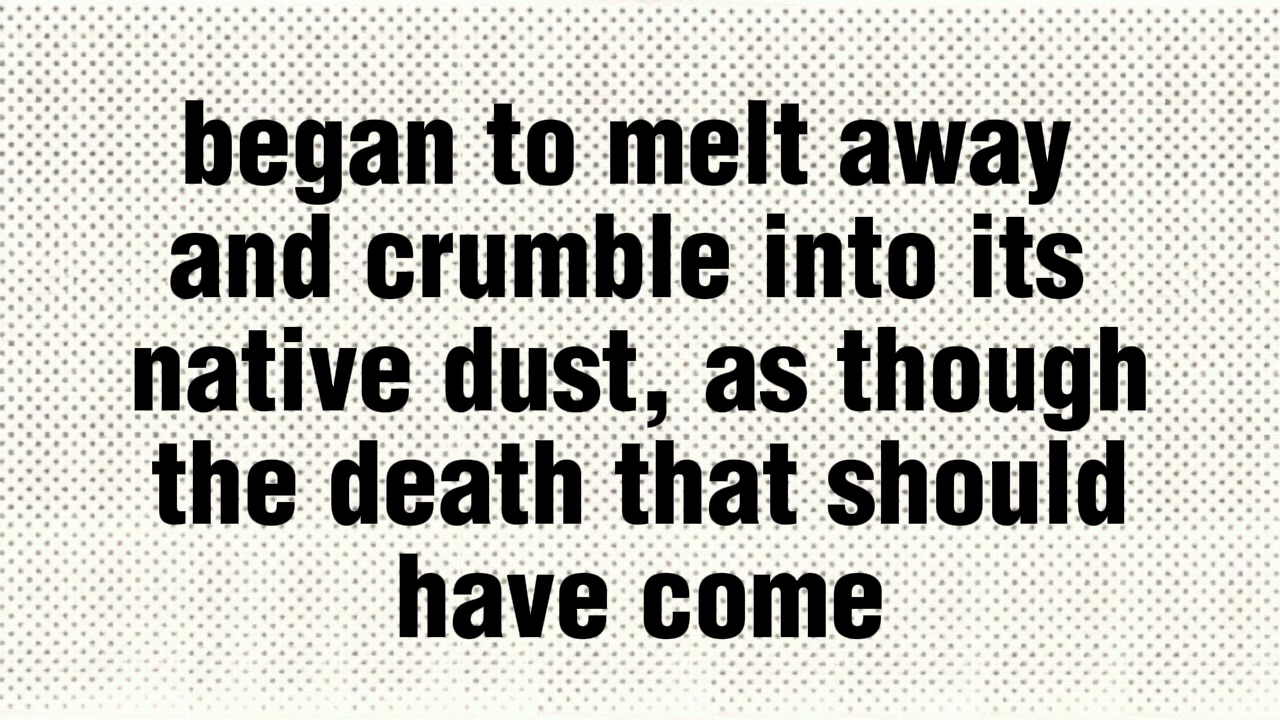 began to melt away
and crumble into its
native dust, as though
the death that should
have come